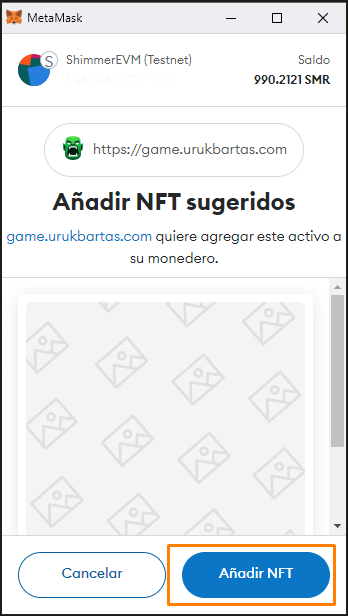 MetaMask
ShimmerEVM (Testnet)
Saldo
990.2121 SMR
https://game.urukbartas.com
Añadir NFT sugeridos
game.urukbartas.com quiere agregar este activo a
su monedero.
Cancelar
Añadir NFT